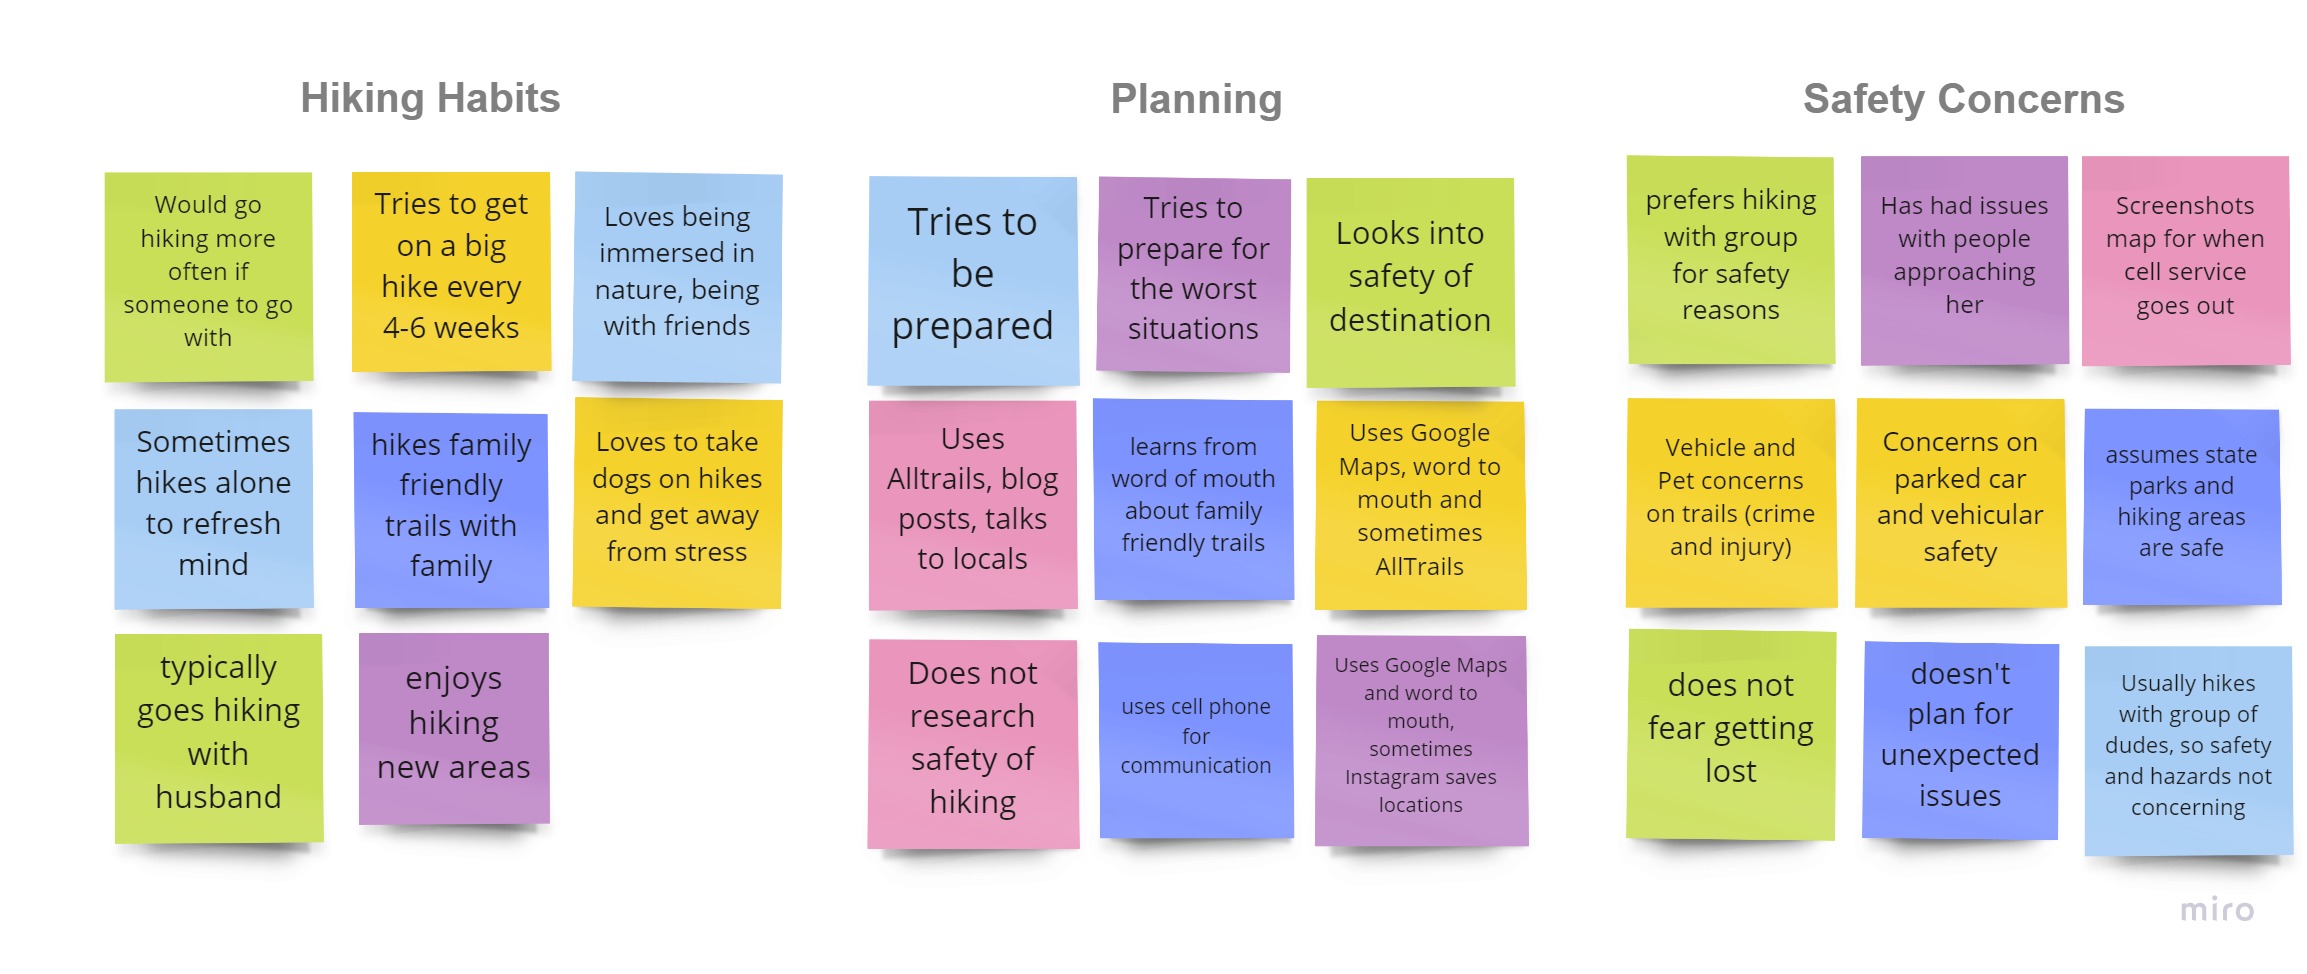 Hiking Habits
Would go
hiking more
often if
someone to go
with
Tries to get
on a big
hike every
4-6 weeks
Loves being
immersed in
nature, being
with friends
Sometimes
hikes alone
to refresh
mind
hikes family
friendly
trails with
family
Loves to take
dogs on hikes
and get away
from stress
typically
goes hiking
with
husband
enjoys
hiking
new areas
Planning
Tries to
be
prepared
Tries to
prepare for
the worst
situations
Looks into
safety of
destination
Uses
Alltrails, blog
posts, talks
to locals
learns from
word of mouth
about family
friendly trails
Uses Google
Maps, word to
mouth and
sometimes
AllTrails
Does not
research
safety of
hiking
uses cell phone
for
communication
Uses Google Maps
and word to
mouth,
sometimes
Instagram saves
locations
Safety Concerns
prefers hiking
with group
for safety
reasons
Has had issues
with people
approaching
her
Screenshots
map for when
cell service
goes out
Vehicle and
Pet concerns
on trails (crime
and injury)
Concerns on
parked car
and vehicular
safety
assumes state
parks and
hiking areas
are safe
does not
fear getting
lost
doesn't
plan for
unexpected
issues
Usually hikes
with group of
dudes, so safety
and hazards not
concerning
miro